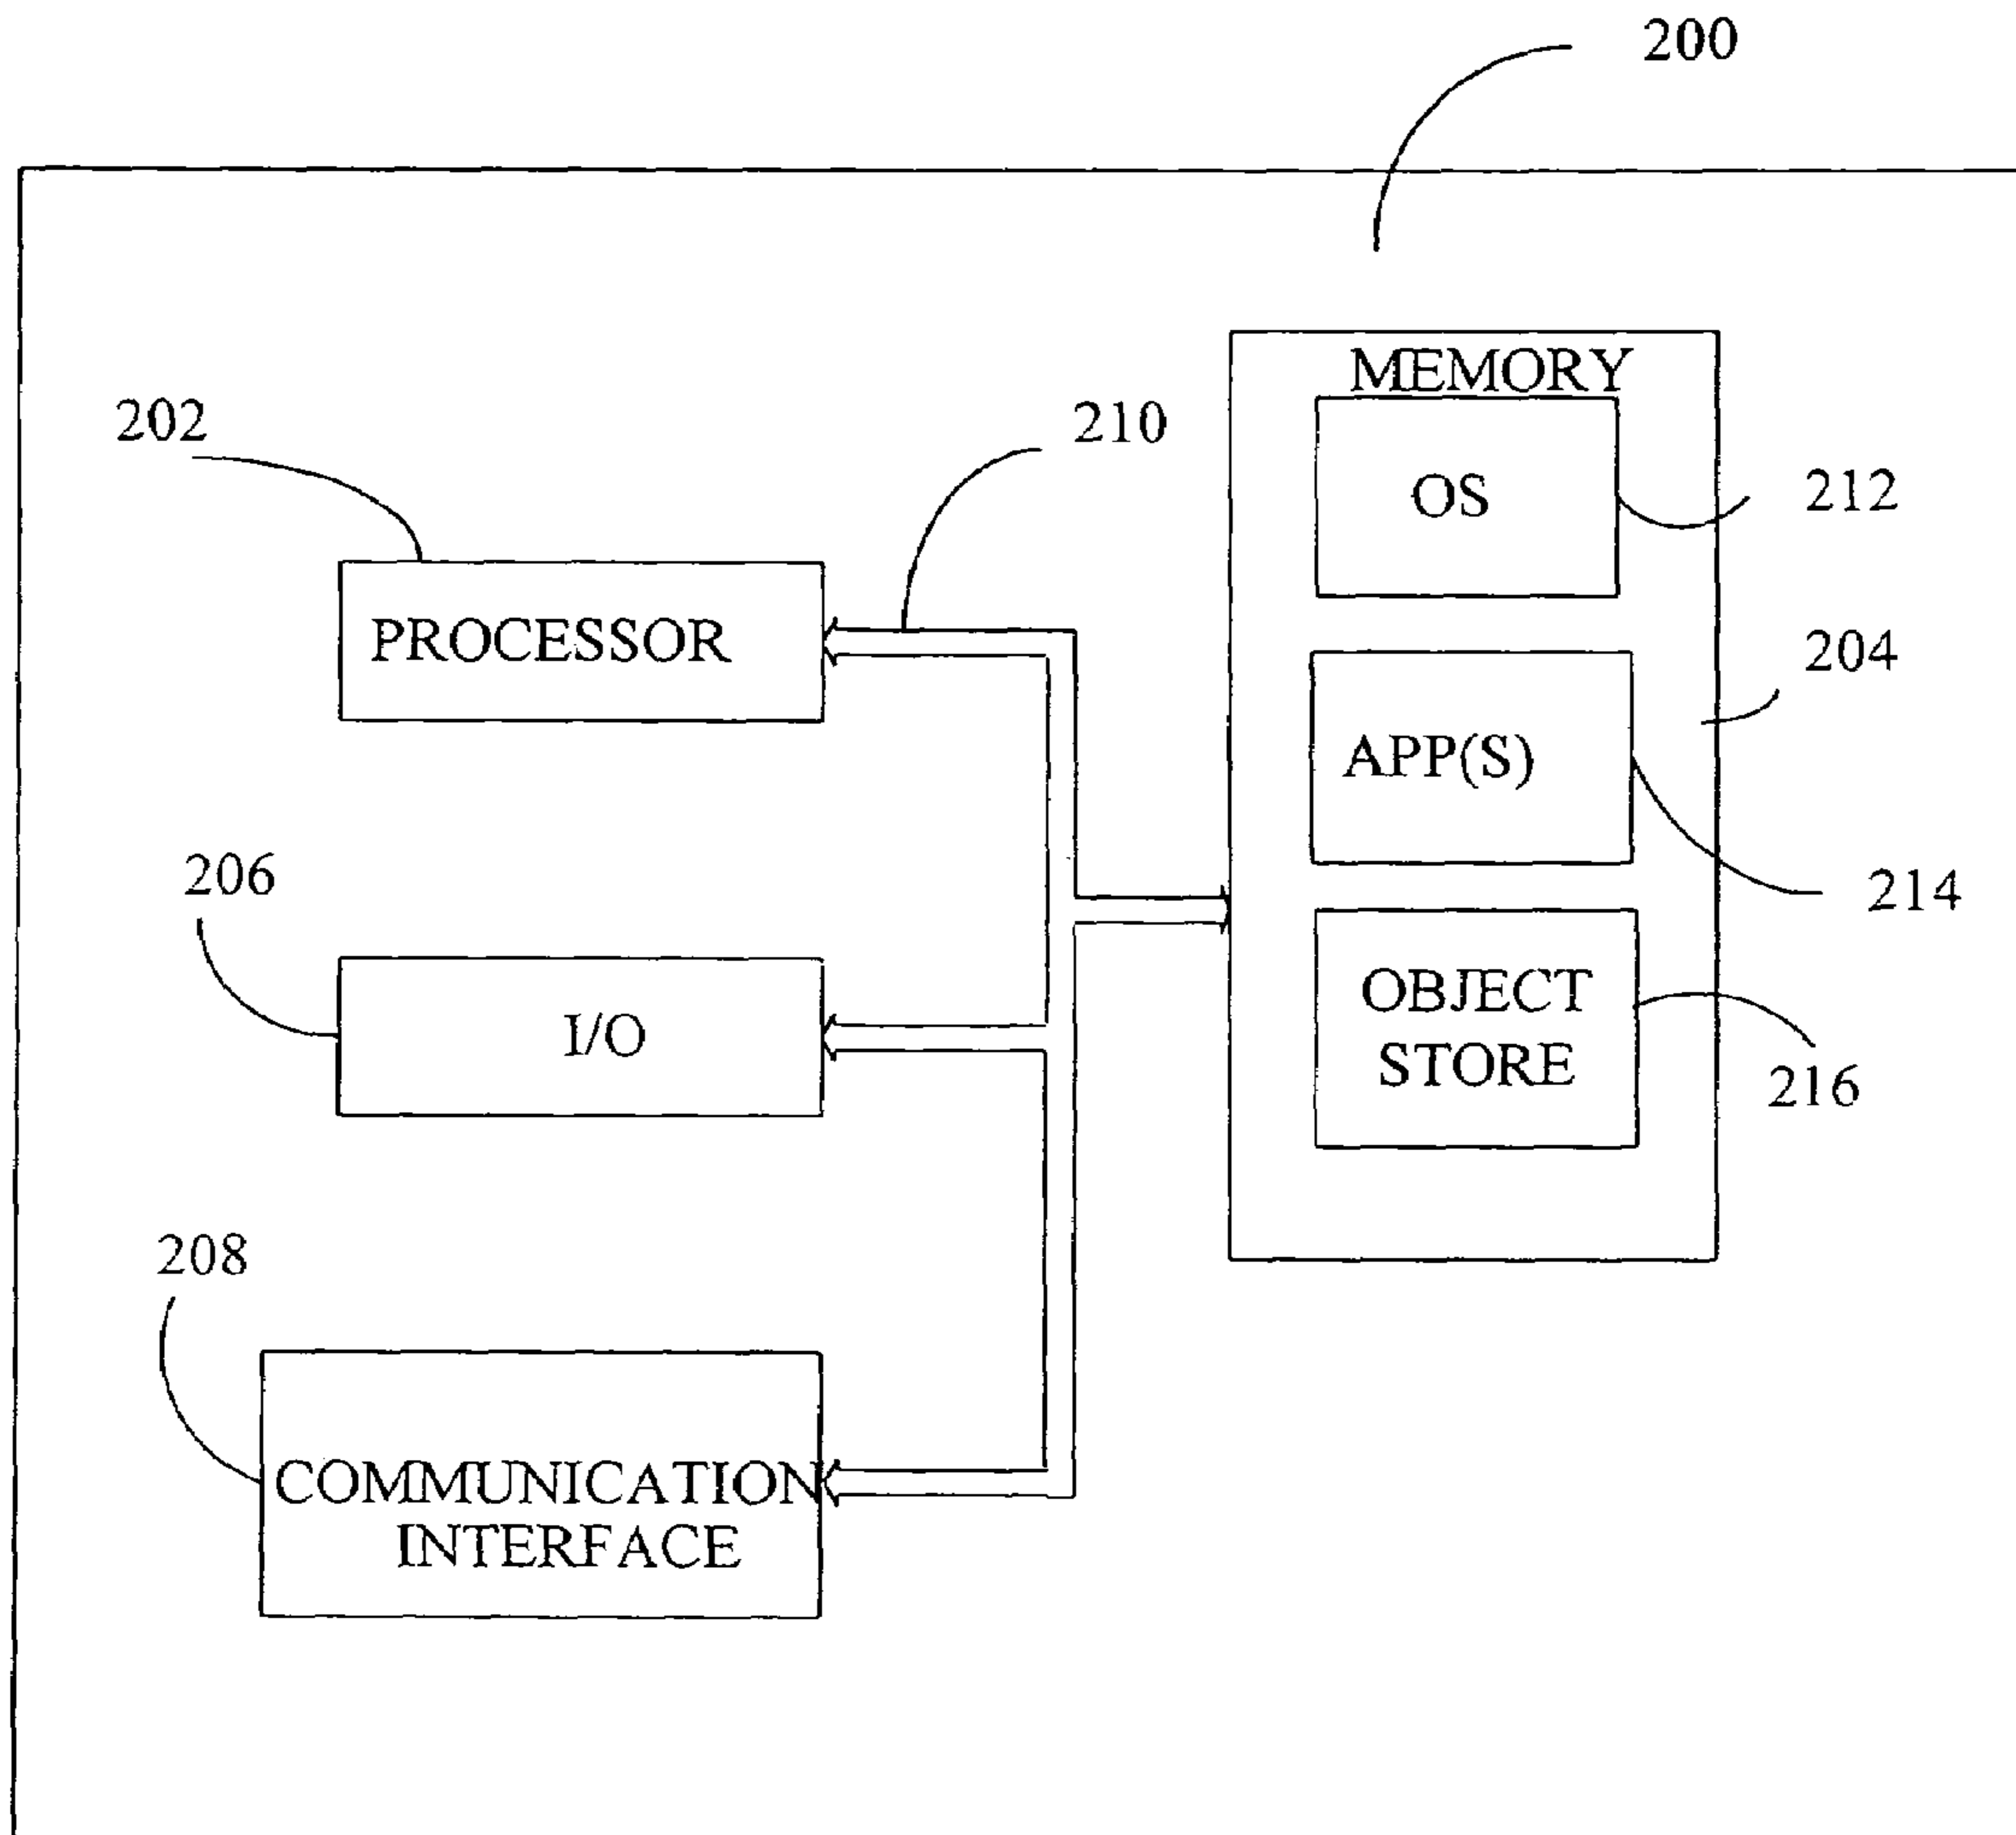 200
MEMORY
202
210
OS
212
PROCESSOR
204
APP(S)
206
214
I/O
OBJECT
STORE
216
208
COMMUNICATION
INTERFACE